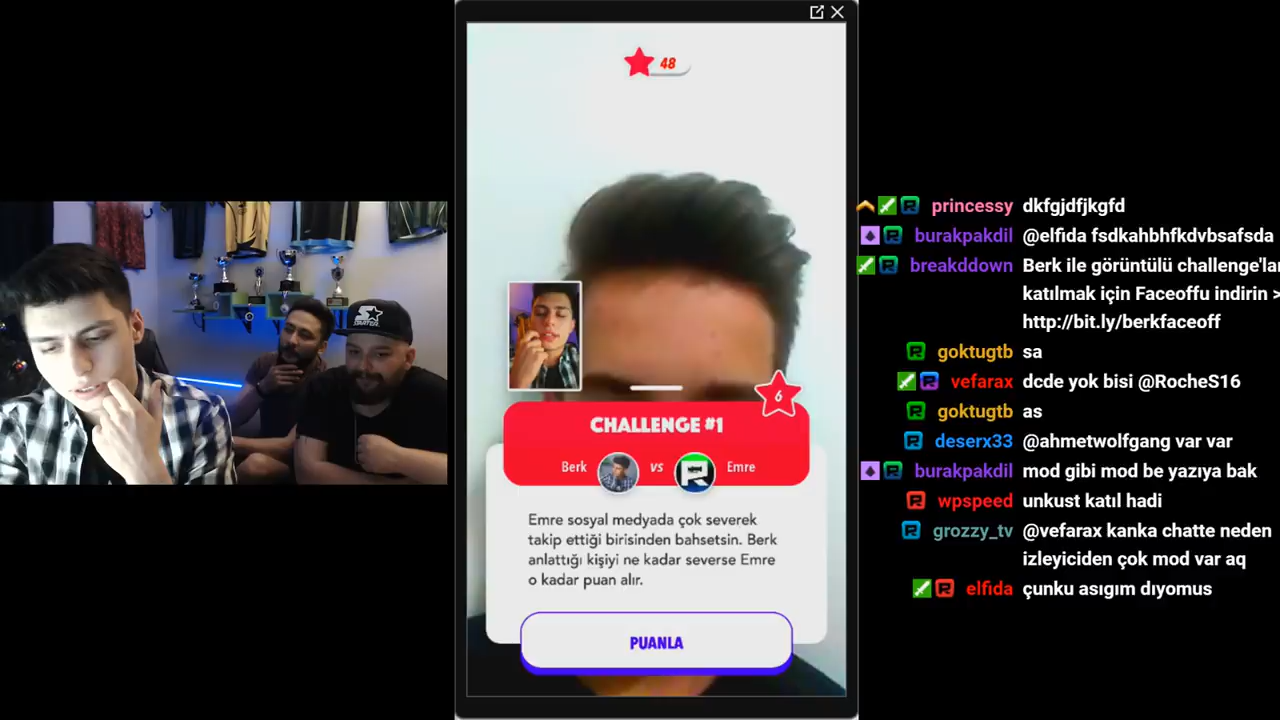 48
6
CHALLENGE #1
Berk vs Emre
Emre sosyal medyada çok severek
takip ettiği birisinden bahsetsin. Berk
anlattığı kişiyi ne kadar severse Emre
o kadar puan alır.
PUANLA
STARTER
princessy dkfgjdfjkgfd
burakpakdil @elfida fsdkahbhfkdvbsafsda
breakddown Berk ile görüntülü challenge'lar
katılmak için Faceoffu indirin >
http://bit.ly/berkfaceoff
goktugtb sa
vefarax dcde yok bisi @RocheS16
goktugtb as
deserx33 @ahmetwolfgang var var
burakpakdil mod gibi mod be yazıya bak
wpspeed unkust katıl hadi
grozzy_tv @vefarax kanka chatte neden
izleyiciden çok mod var aq
elfıda çunku asıgım dıyomus